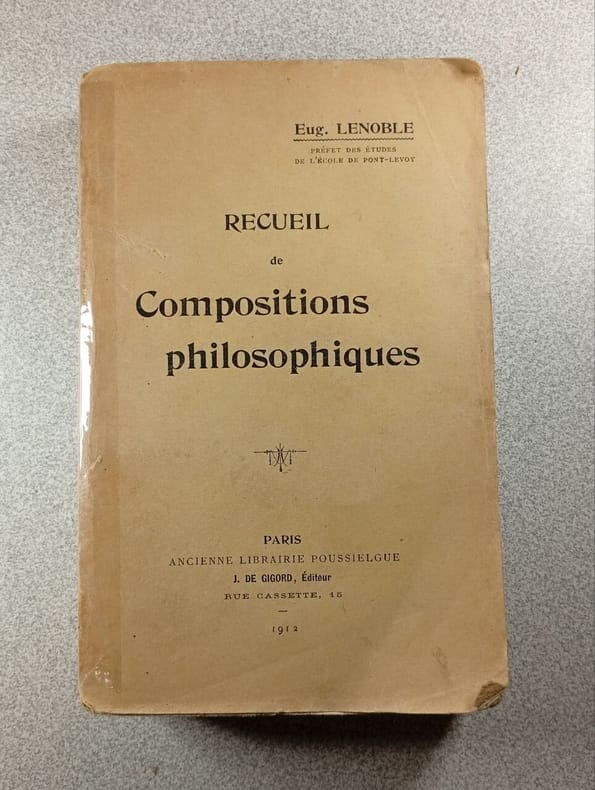 Eug. LENOBLE
PRÉFET DES ÉTUDES
DE L'ÉCOLE DE PONT-LEVOY
RECUEIL
de
Compositions
philosophiques
PARIS
ANCIENNE LIBRAIRIE POUSSIELGUE
J. DE GIGORD, Éditeur
RUE CASSETTE, 15
1912